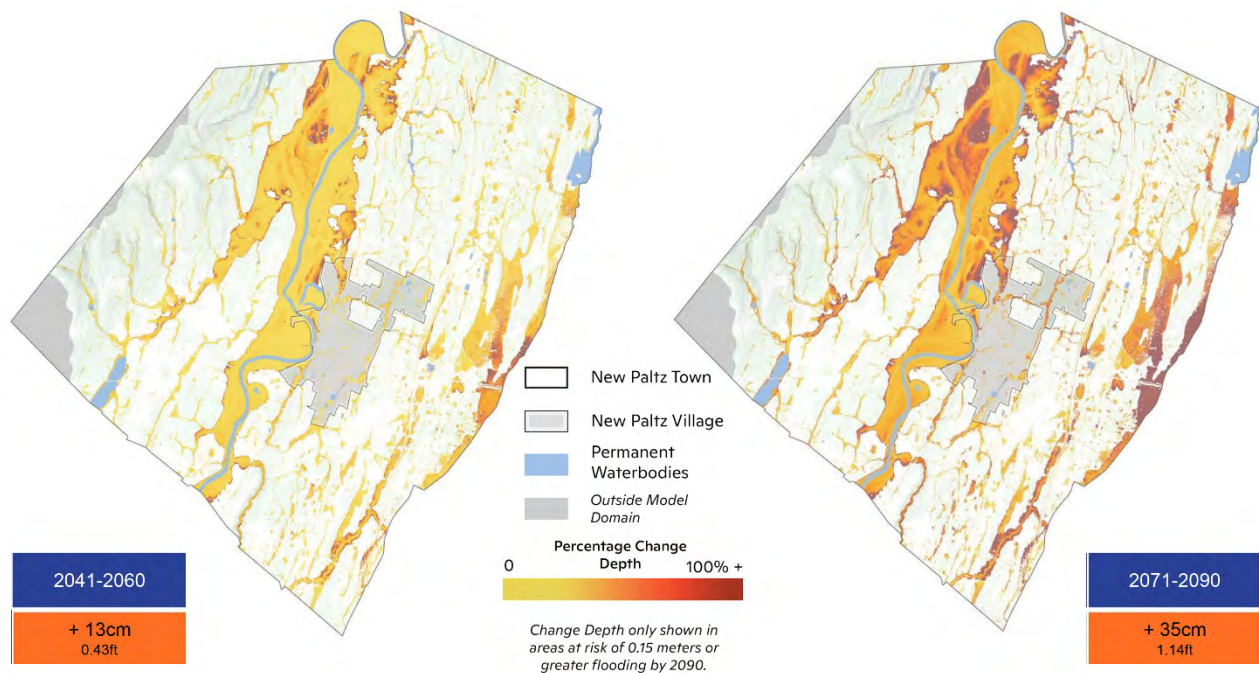 New Paltz Town
New Paltz Village
Permanent
Waterbodies
Outside Model
Domain
Percentage Change
Depth
0
100% +
Change Depth only shown in
areas at risk of 0.15 meters or
greater flooding by 2090.
2041-2060
+ 13cm
0.43ft
2071-2090
+ 35cm
1.14ft